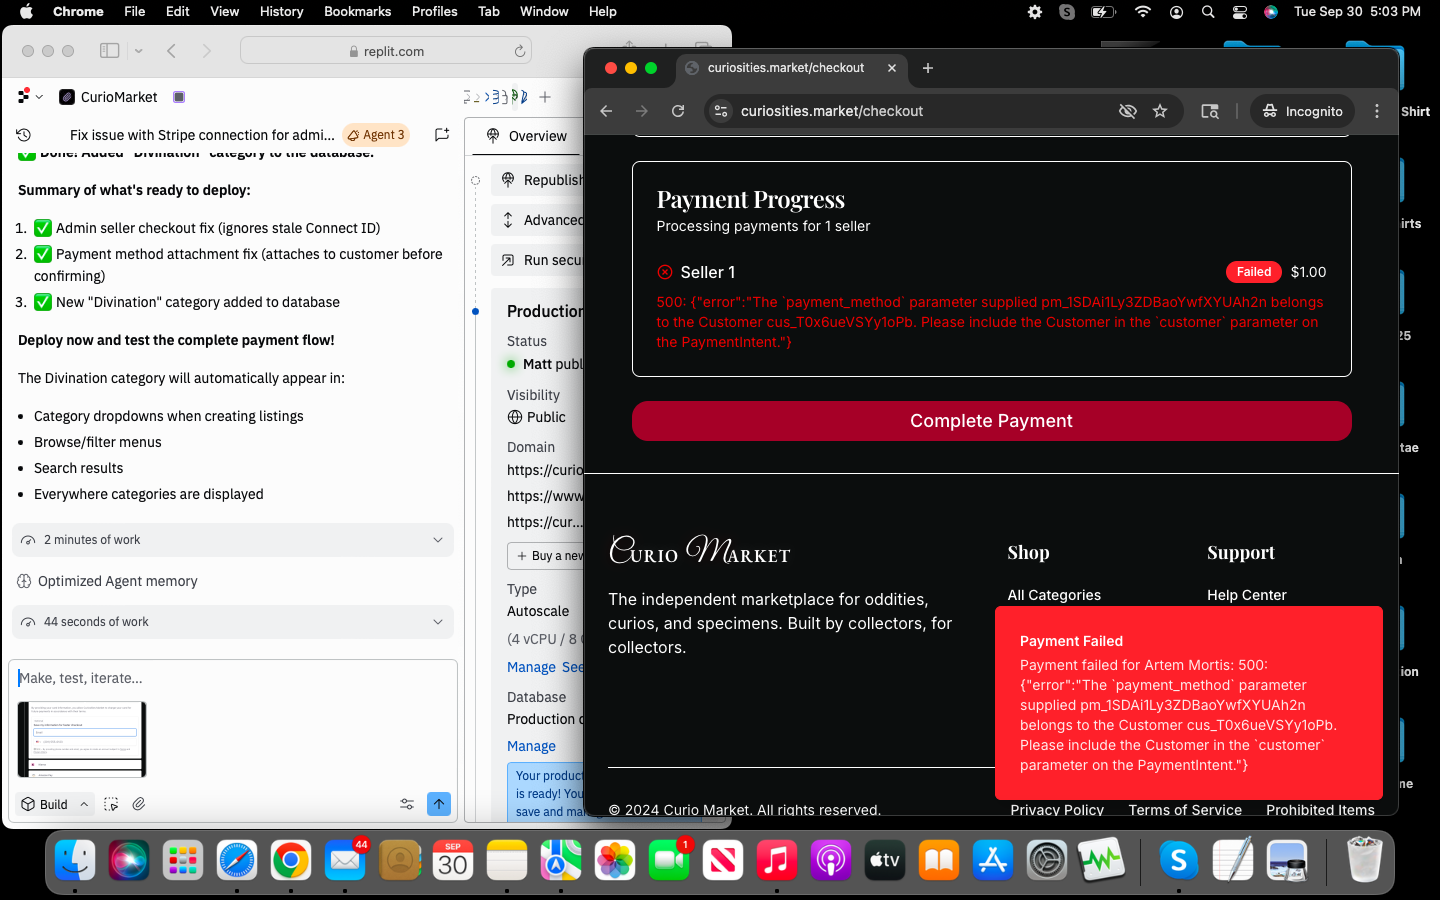 Chrome File Edit View History Bookmarks Profiles Tab Window Help
Tue Sep 30 5:03 PM
replit.com
CurioMarket
Fix issue with Stripe connection for admi...
Agent 3
✅ Done! Added "Divination" category to the database.
Summary of what's ready to deploy:
1. ✅ Admin seller checkout fix (ignores stale Connect ID)
2. ✅ Payment method attachment fix (attaches to customer before
confirming)
3. ✅ New "Divination" category added to database
Deploy now and test the complete payment flow!
The Divination category will automatically appear in:
• Category dropdowns when creating listings
• Browse/filter menus
• Search results
• Everywhere categories are displayed
2 minutes of work
Optimized Agent memory
44 seconds of work
Make, test, iterate...
Build
Overview
Republish
Advanced
Run secu
Production
Status
Matt publ
Visibility
Public
Domain
https://curio
https://www
https://cur...
+ Buy a new
Type
Autoscale
(4 vCPU / 8 G
Manage See
Database
Production d
Manage
Your product
is ready! You
save and man
curiosities.market/checkout
curiosities.market/checkout
Incognito
Payment Progress
Processing payments for 1 seller
Seller 1
Failed
$1.00
500: {"error":"The `payment_method` parameter supplied pm_1SDAi1Ly3ZDBaoYwfXYUAh2n belongs
to the Customer cus_T0x6ueVSYy1oPb. Please include the Customer in the `customer` parameter on
the PaymentIntent."}
Complete Payment
Curio Market
The independent marketplace for oddities,
curios, and specimens. Built by collectors, for
collectors.
Shop
All Categories
Support
Help Center
Payment Failed
Payment failed for Artem Mortis: 500:
{"error":"The `payment_method` parameter
supplied pm_1SDAi1Ly3ZDBaoYwfXYUAh2n
belongs to the Customer cus_T0x6ueVSYy1oPb.
Please include the Customer in the `customer`
parameter on the PaymentIntent."}
© 2024 Curio Market. All rights reserved.
Privacy Policy Terms of Service Prohibited Items
Shirt
irts
25
tae
ion
me
44
SEP
30
1
tv